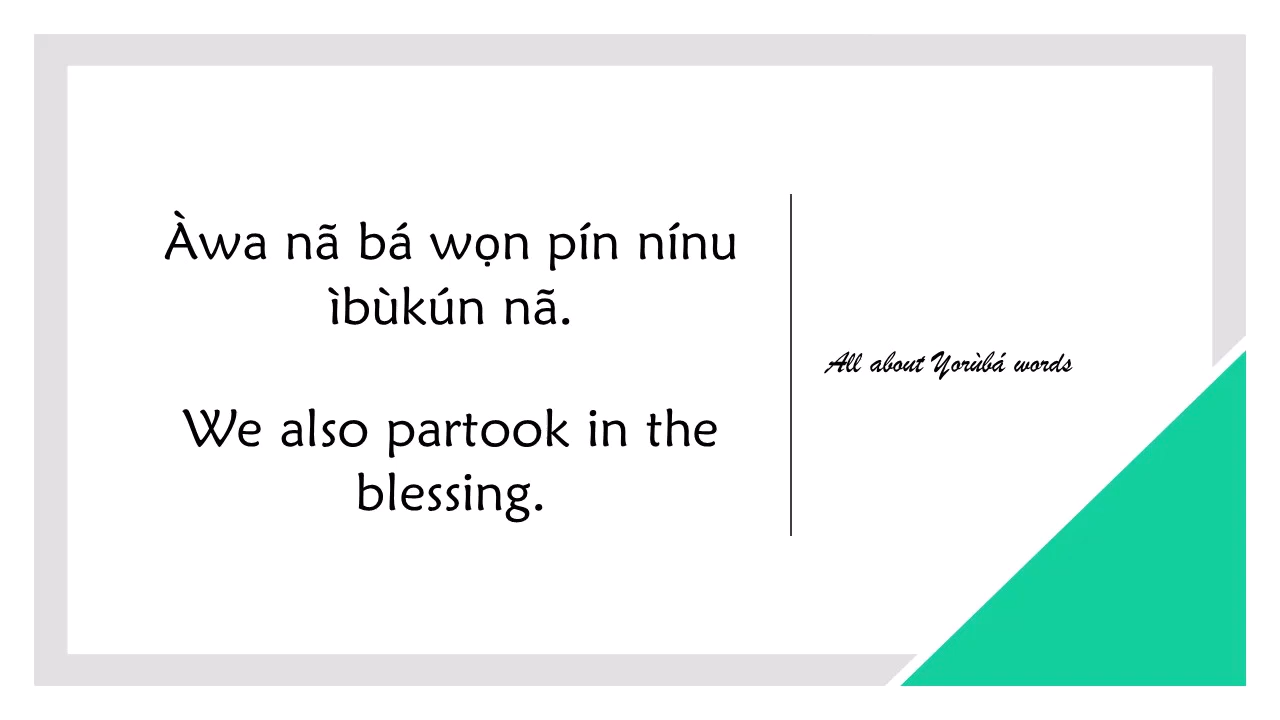 Àwa nã bá wọn pín nínu
ìbùkún nã.
We also partook in the
blessing.
All about Yorùbá words